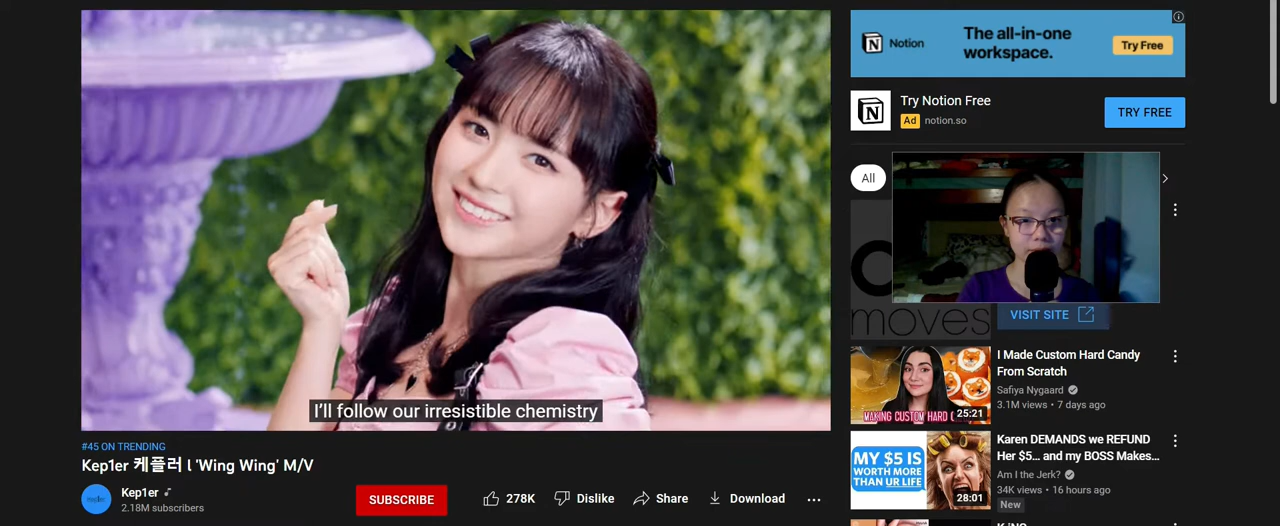 I'll follow our irresistible chemistry
#45 ON TRENDING
Kep1er 케플러 l 'Wing Wing' M/V
Kep1er
2.18M subscribers
SUBSCRIBE
278K
Dislike
Share
Download
Notion
The all-in-one
workspace.
Try Free
Try Notion Free
Ad notion.so
TRY FREE
All
moves
VISIT SITE
MAKING CUSTOM HARD
25:21
I Made Custom Hard Candy
From Scratch
Safiya Nygaard
3.1M views • 7 days ago
MY $5 IS
WORTH MORE
THAN UR LIFE
28:01
Karen DEMANDS we REFUND
Her $5... and my BOSS Makes...
Am I the Jerk?
34K views • 16 hours ago
New